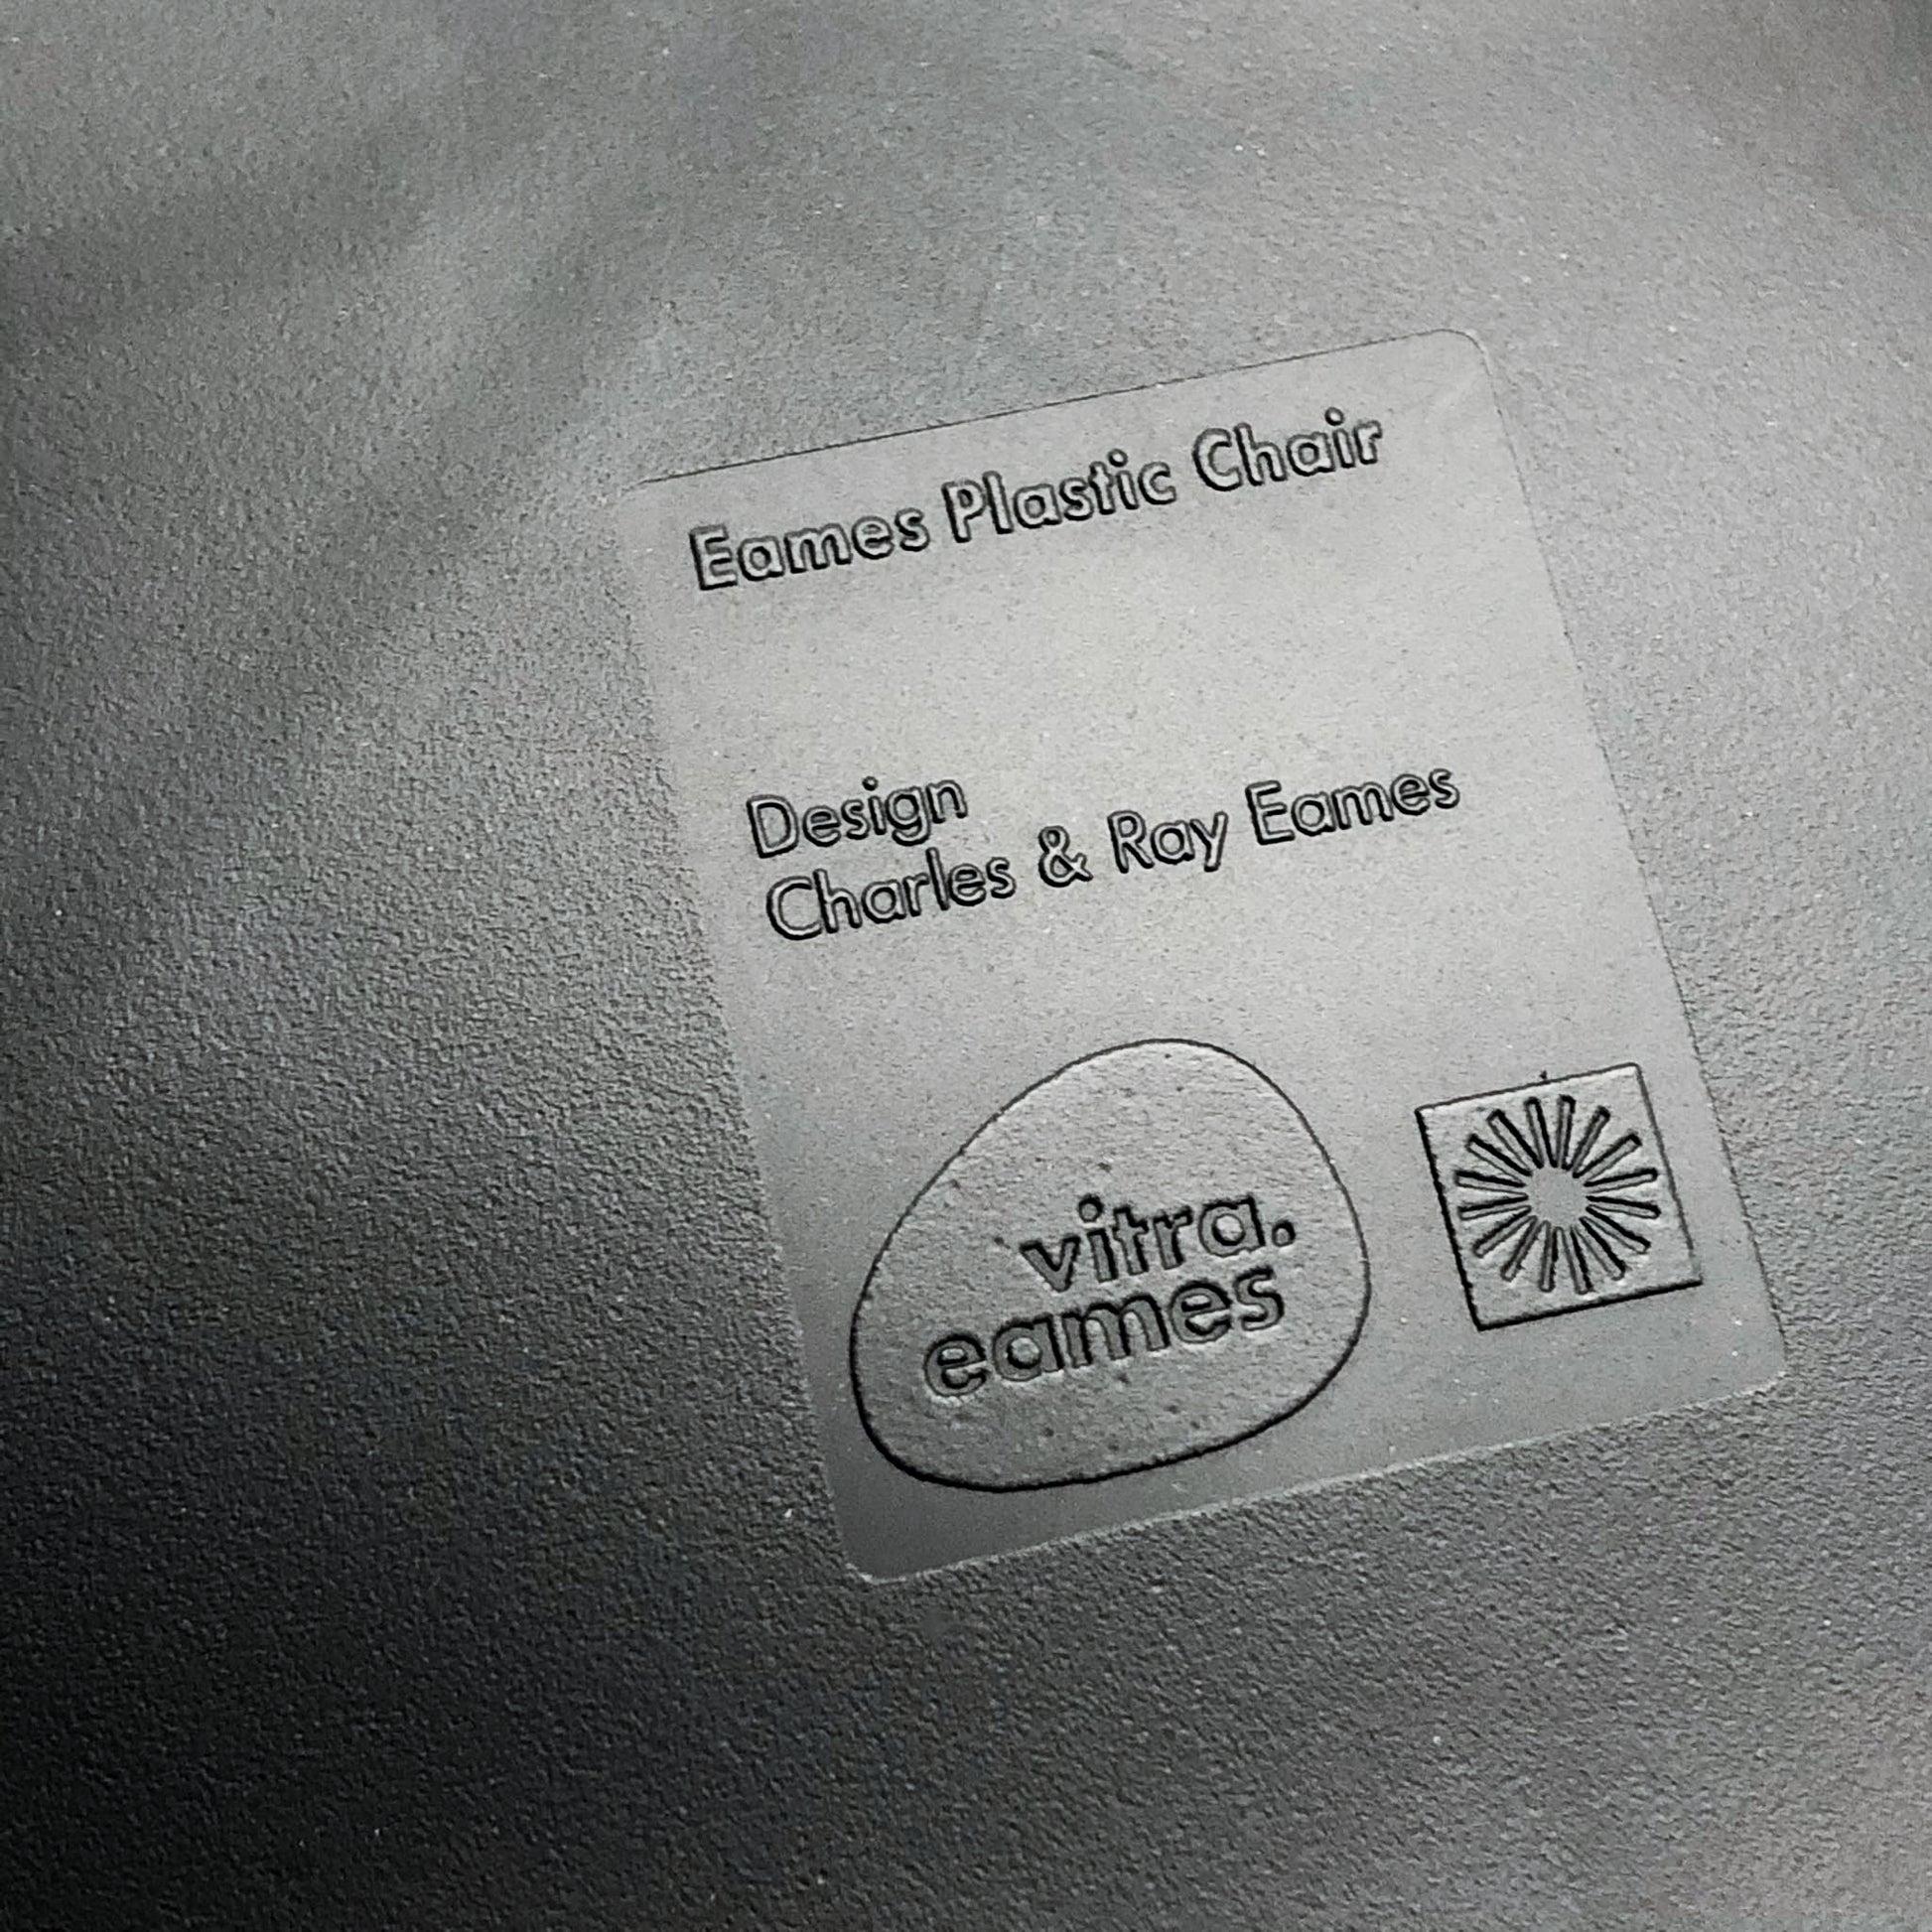 Eames Plastic Chair
Design
Charles & Ray Eames
vitra.
eames